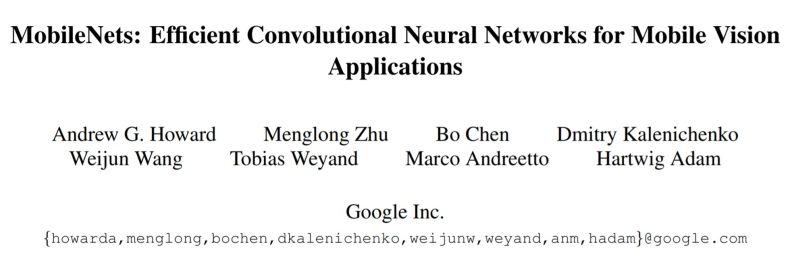 MobileNets: Efficient Convolutional Neural Networks for Mobile Vision
Applications
Andrew G. Howard Menglong Zhu Bo Chen Dmitry Kalenichenko
Weijun Wang Tobias Weyand Marco Andreetto Hartwig Adam
Google Inc.
{howarda,menglong,bochen,dkalenichenko,weijunw,weyand,anm,hadam}@google.com